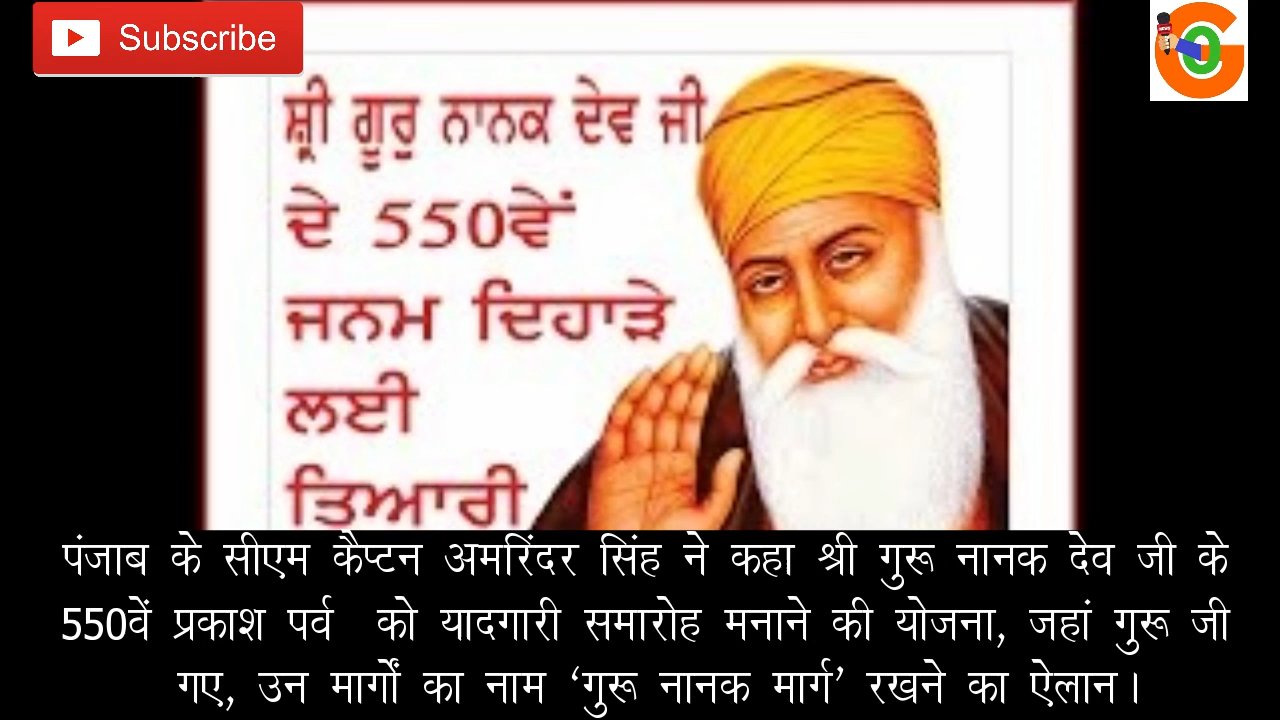 Subscribe
ਸ਼੍ਰੀ ਗੂਰੁ ਨਾਨਕ ਦੇਵ ਜੀ
ਦੇ 550ਵੇਂ
ਜਨਮ ਦਿਹਾੜੇ
ਲਈ
ਤਿਆਰੀ
पंजाब के सीएम कैप्टन अमरिंदर सिंह ने कहा श्री गुरू नानक देव जी के
550वें प्रकाश पर्व को यादगारी समारोह मनाने की योजना, जहां गुरू जी
गए, उन मार्गों का नाम ‘गुरू नानक मार्ग’ रखने का ऐलान।